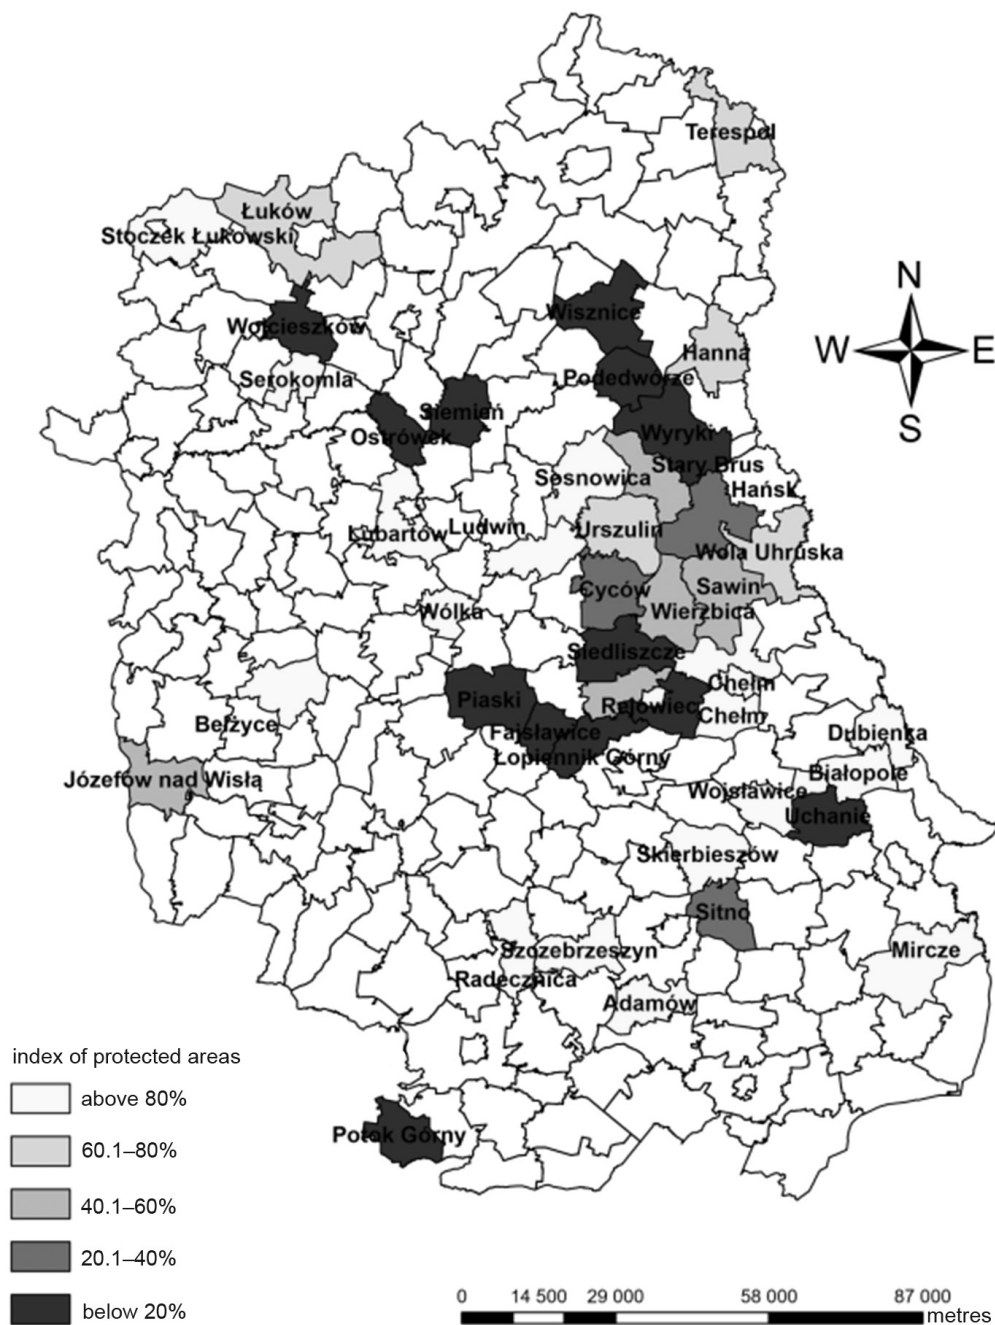 Terespol
Łuków
Stoczek Łukowski
N
Wisznice
Wojcieszków
W
E
Hanna
Serokomla
Podedwórze
Siemień
S
Ostrówek
Wyryki
Stary Brus
Sosnowica
Hańsk
Ludwin
Urszulin
Lubartów
Wola Uhruska
Cyców
Sawin
Wólka
Wierzbica
Siedliszcze
Chełm
Piaski
Rejowiec
Chełm
Bełżyce
Fajsławice
Dubienka
Łopiennik Górny
Białopole
Józefów nad Wisłą
Wojsławice
Uchanie
Skierbieszów
Sitno
Szczebrzeszyn
Mircze
Radecznica
Adamów
index of protected areas
above 80%
Potok Górny
60.1–80%
40.1–60%
20.1–40%
below 20%
0 14 500 29 000 58 000 87 000
metres